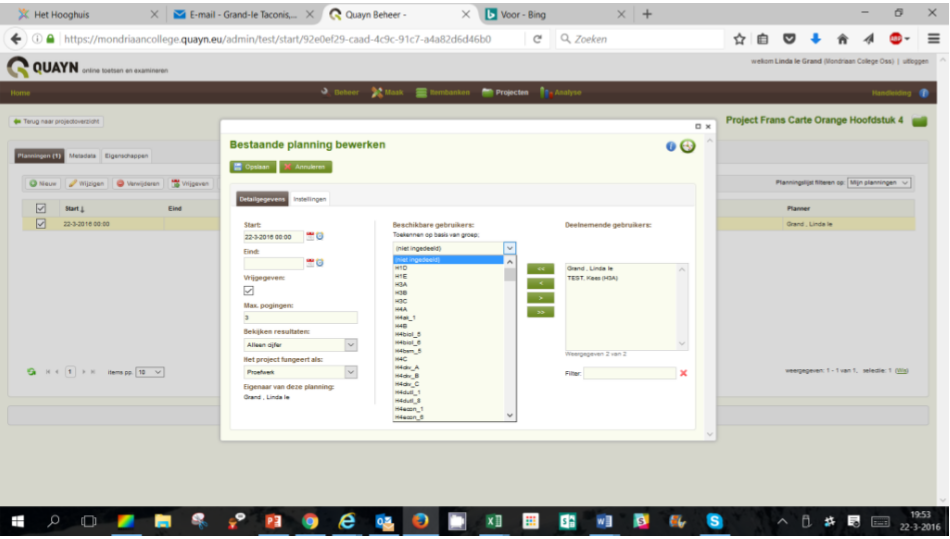 Het Hooghuis
E-mail - Grand-le Taconis,...
Quayn Beheer -
Voor - Bing
https://mondriaancollege.quayn.eu/admin/test/start/92e0ef29-caad-4c9c-91c7-a4a82d6d46b0
Zoeken
ABP
QUAYN online toetsen en examineren
welkom Linda le Grand (Mondriaan College Oss) | uitloggen
Home
Beheer
Maak
Itembanken
Projecten
Analyse
Handleiding
Terug naar projectoverzicht
Project Frans Carte Orange Hoofdstuk 4
Planningen (1)
Metadata
Eigenschappen
Nieuw
Wijzigen
Verwijderen
Vrijgeven
Planningslijst filteren op: Mijn planningen
Start
Eind
Planner
22-3-2016 00:00
Grand , Linda le
1
items pp
weergegeven: 1 - 1 van 1, selectie: 1 (Wis)
Bestaande planning bewerken
Opslaan
Annuleren
Detailgegevens
Instellingen
Start:
22-3-2016 00:00
Eind:
Vrijgegeven:
Max. pogingen:
3
Bekijken resultaten:
Alleen cijfer
Het project fungeert als:
Proefwerk
Eigenaar van deze planning:
Grand , Linda le
Beschikbare gebruikers:
Toekennen op basis van groep:
(niet ingedeeld)
(niet ingedeeld)
H1D
H1E
H3A
H3B
H3C
H4A
H4at_1
H4B
H4biol_5
H4biol_6
H4bsm_5
H4C
H4div_A
H4div_B
H4div_C
H4duit_1
H4duit_5
H4econ_1
H4econ_5
<<
<
>
>>
Deelnemende gebruikers:
Grand , Linda le
TEST, Kees (H3A)
Weergegeven 2 van 2
Filter:
19:53
22-3-2016